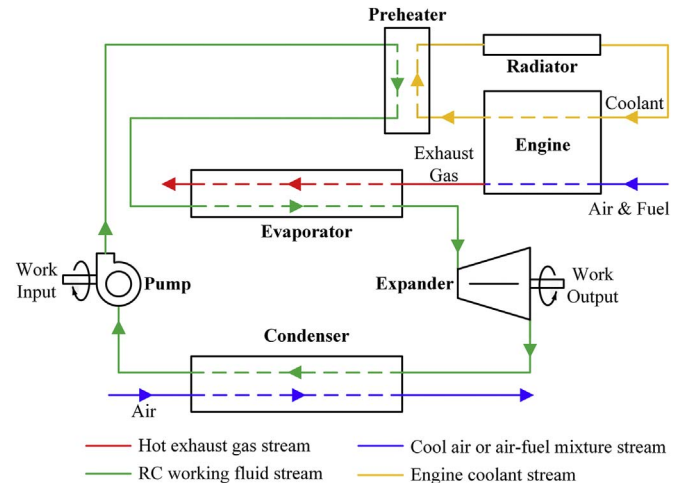 Preheater
Radiator
Coolant
Engine
Exhaust
Gas
Air & Fuel
Evaporator
Work
Input
Pump
Expander
Work
Output
Condenser
Air
Hot exhaust gas stream
Cool air or air-fuel mixture stream
RC working fluid stream
Engine coolant stream